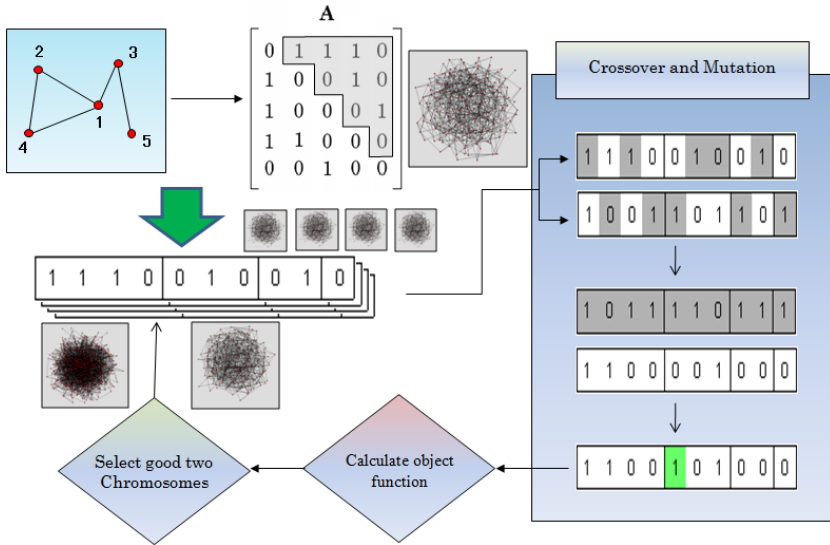 A
2
3
1
4
5
0 1 1 1 0
1 0 0 1 0
1 0 0 0 1
1 1 0 0 0
0 0 1 0 0
1 1 1 0 0 1 0 0 1 0
Crossover and Mutation
1 1 1 0 0 1 0 0 1 0
1 0 0 1 1 0 1 1 0 1
1 0 1 1 1 1 0 1 1 1
1 1 0 0 0 0 1 0 0 0
1 1 0 0 1 0 1 0 0 0
Calculate object
function
Select good two
Chromosomes